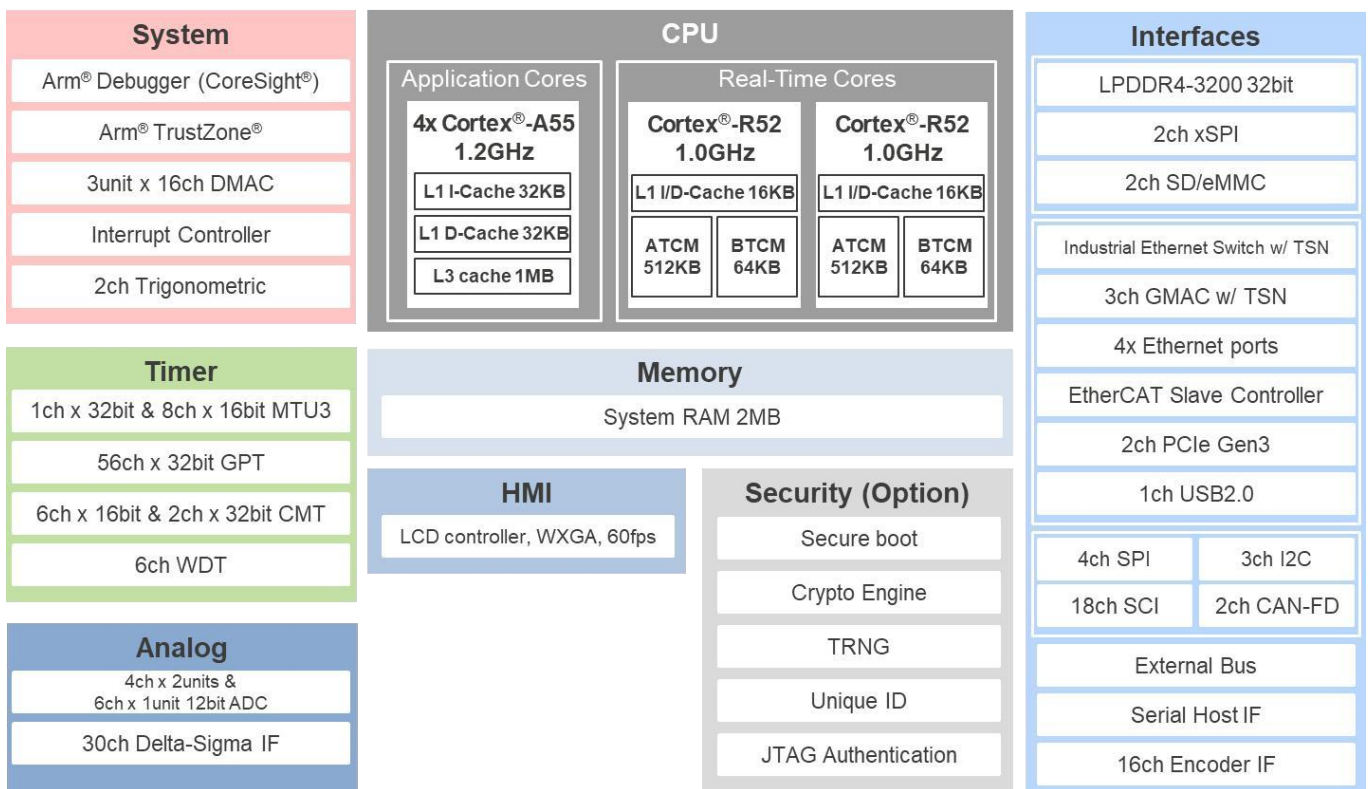 System
Arm® Debugger (CoreSight®)
Arm® TrustZone®
3unit x 16ch DMAC
Interrupt Controller
2ch Trigonometric
Timer
1ch x 32bit & 8ch x 16bit MTU3
56ch x 32bit GPT
6ch x 16bit & 2ch x 32bit CMT
6ch WDT
Analog
4ch x 2units &
6ch x 1unit 12bit ADC
30ch Delta-Sigma IF
CPU
Application Cores
4x Cortex®-A55
1.2GHz
L1 I-Cache 32KB
L1 D-Cache 32KB
L3 cache 1MB
Real-Time Cores
Cortex®-R52
1.0GHz
L1 I/D-Cache 16KB
ATCM
512KB
BTCM
64KB
Cortex®-R52
1.0GHz
L1 I/D-Cache 16KB
ATCM
512KB
BTCM
64KB
Memory
System RAM 2MB
HMI
LCD controller, WXGA, 60fps
Security (Option)
Secure boot
Crypto Engine
TRNG
Unique ID
JTAG Authentication
Interfaces
LPDDR4-3200 32bit
2ch xSPI
2ch SD/eMMC
Industrial Ethernet Switch w/ TSN
3ch GMAC w/ TSN
4x Ethernet ports
EtherCAT Slave Controller
2ch PCIe Gen3
1ch USB2.0
4ch SPI
3ch I2C
18ch SCI
2ch CAN-FD
External Bus
Serial Host IF
16ch Encoder IF